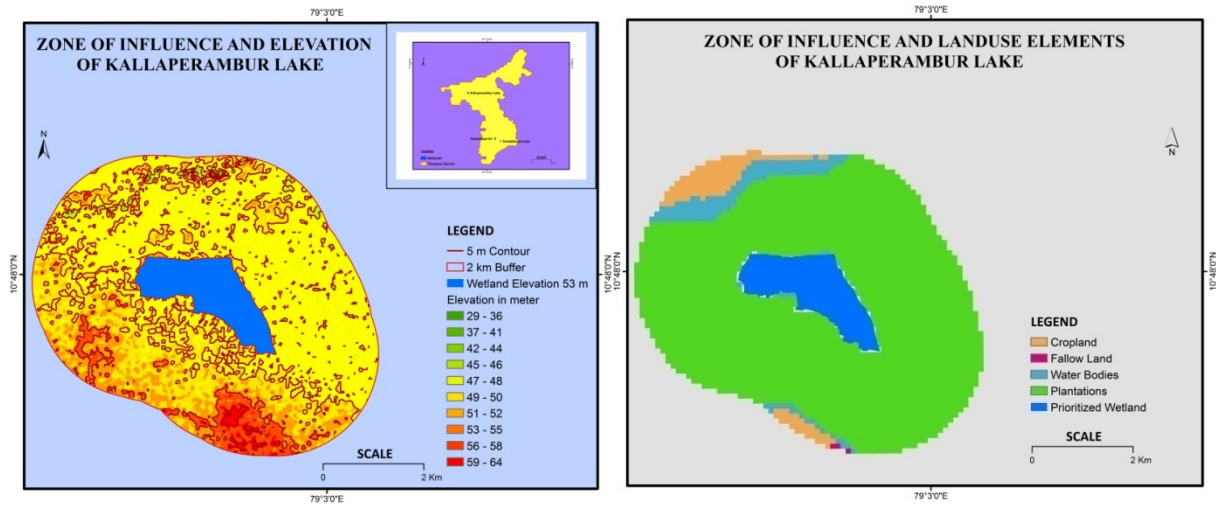 79°3'0"E
ZONE OF INFLUENCE AND ELEVATION
OF KALLAPERAMBUR LAKE
N
10°48'0"N
10°48'0"N
LEGEND
5 m Contour
2 km Buffer
Wetland Elevation 53 m
Elevation in meter
29 - 36
37 - 41
42 - 44
45 - 46
47 - 48
49 - 50
51 - 52
53 - 55
56 - 58
59 - 64
SCALE
0 2 Km
79°3'0"E
Kallaperambur Lake
LEGEND
79°3'0"E
ZONE OF INFLUENCE AND LANDUSE ELEMENTS
OF KALLAPERAMBUR LAKE
N
10°48'0"N
LEGEND
Cropland
Fallow Land
Water Bodies
Plantations
Prioritized Wetland
SCALE
0 2 Km
79°3'0"E